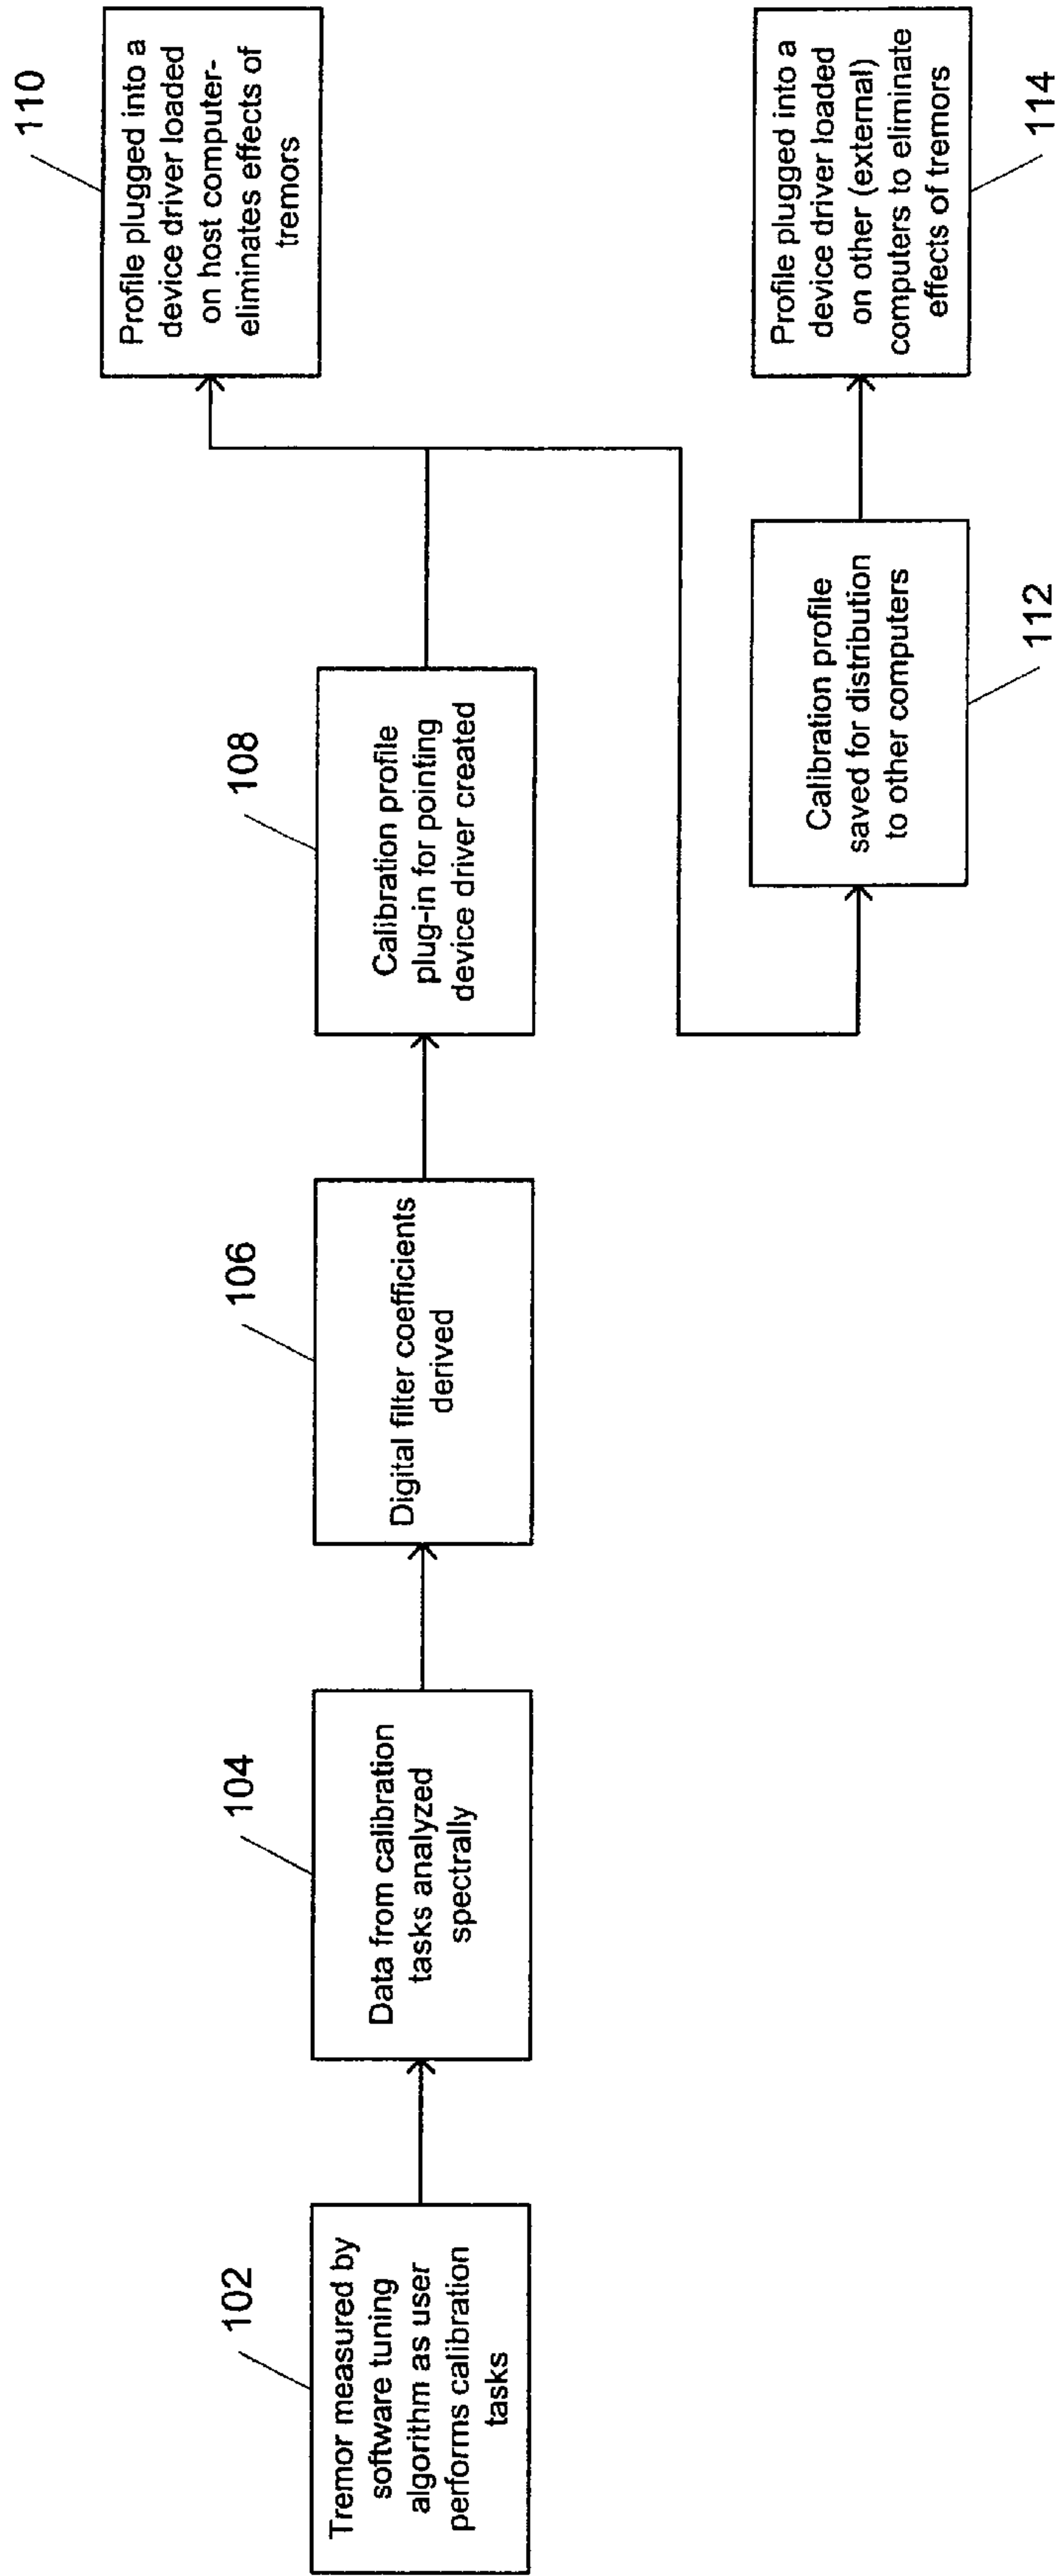 102
Tremor measured by
software tuning
algorithm as user
performs calibration
tasks
104
Data from calibration
tasks analyzed
spectrally
106
Digital filter coefficients
derived
108
Calibration profile
plug-in for pointing
device driver created
110
Profile plugged into a
device driver loaded
on host computer-
eliminates effects of
tremors
Calibration profile
saved for distribution
to other computers
112
Profile plugged into a
device driver loaded
on other (external)
computers to eliminate
effects of tremors
114